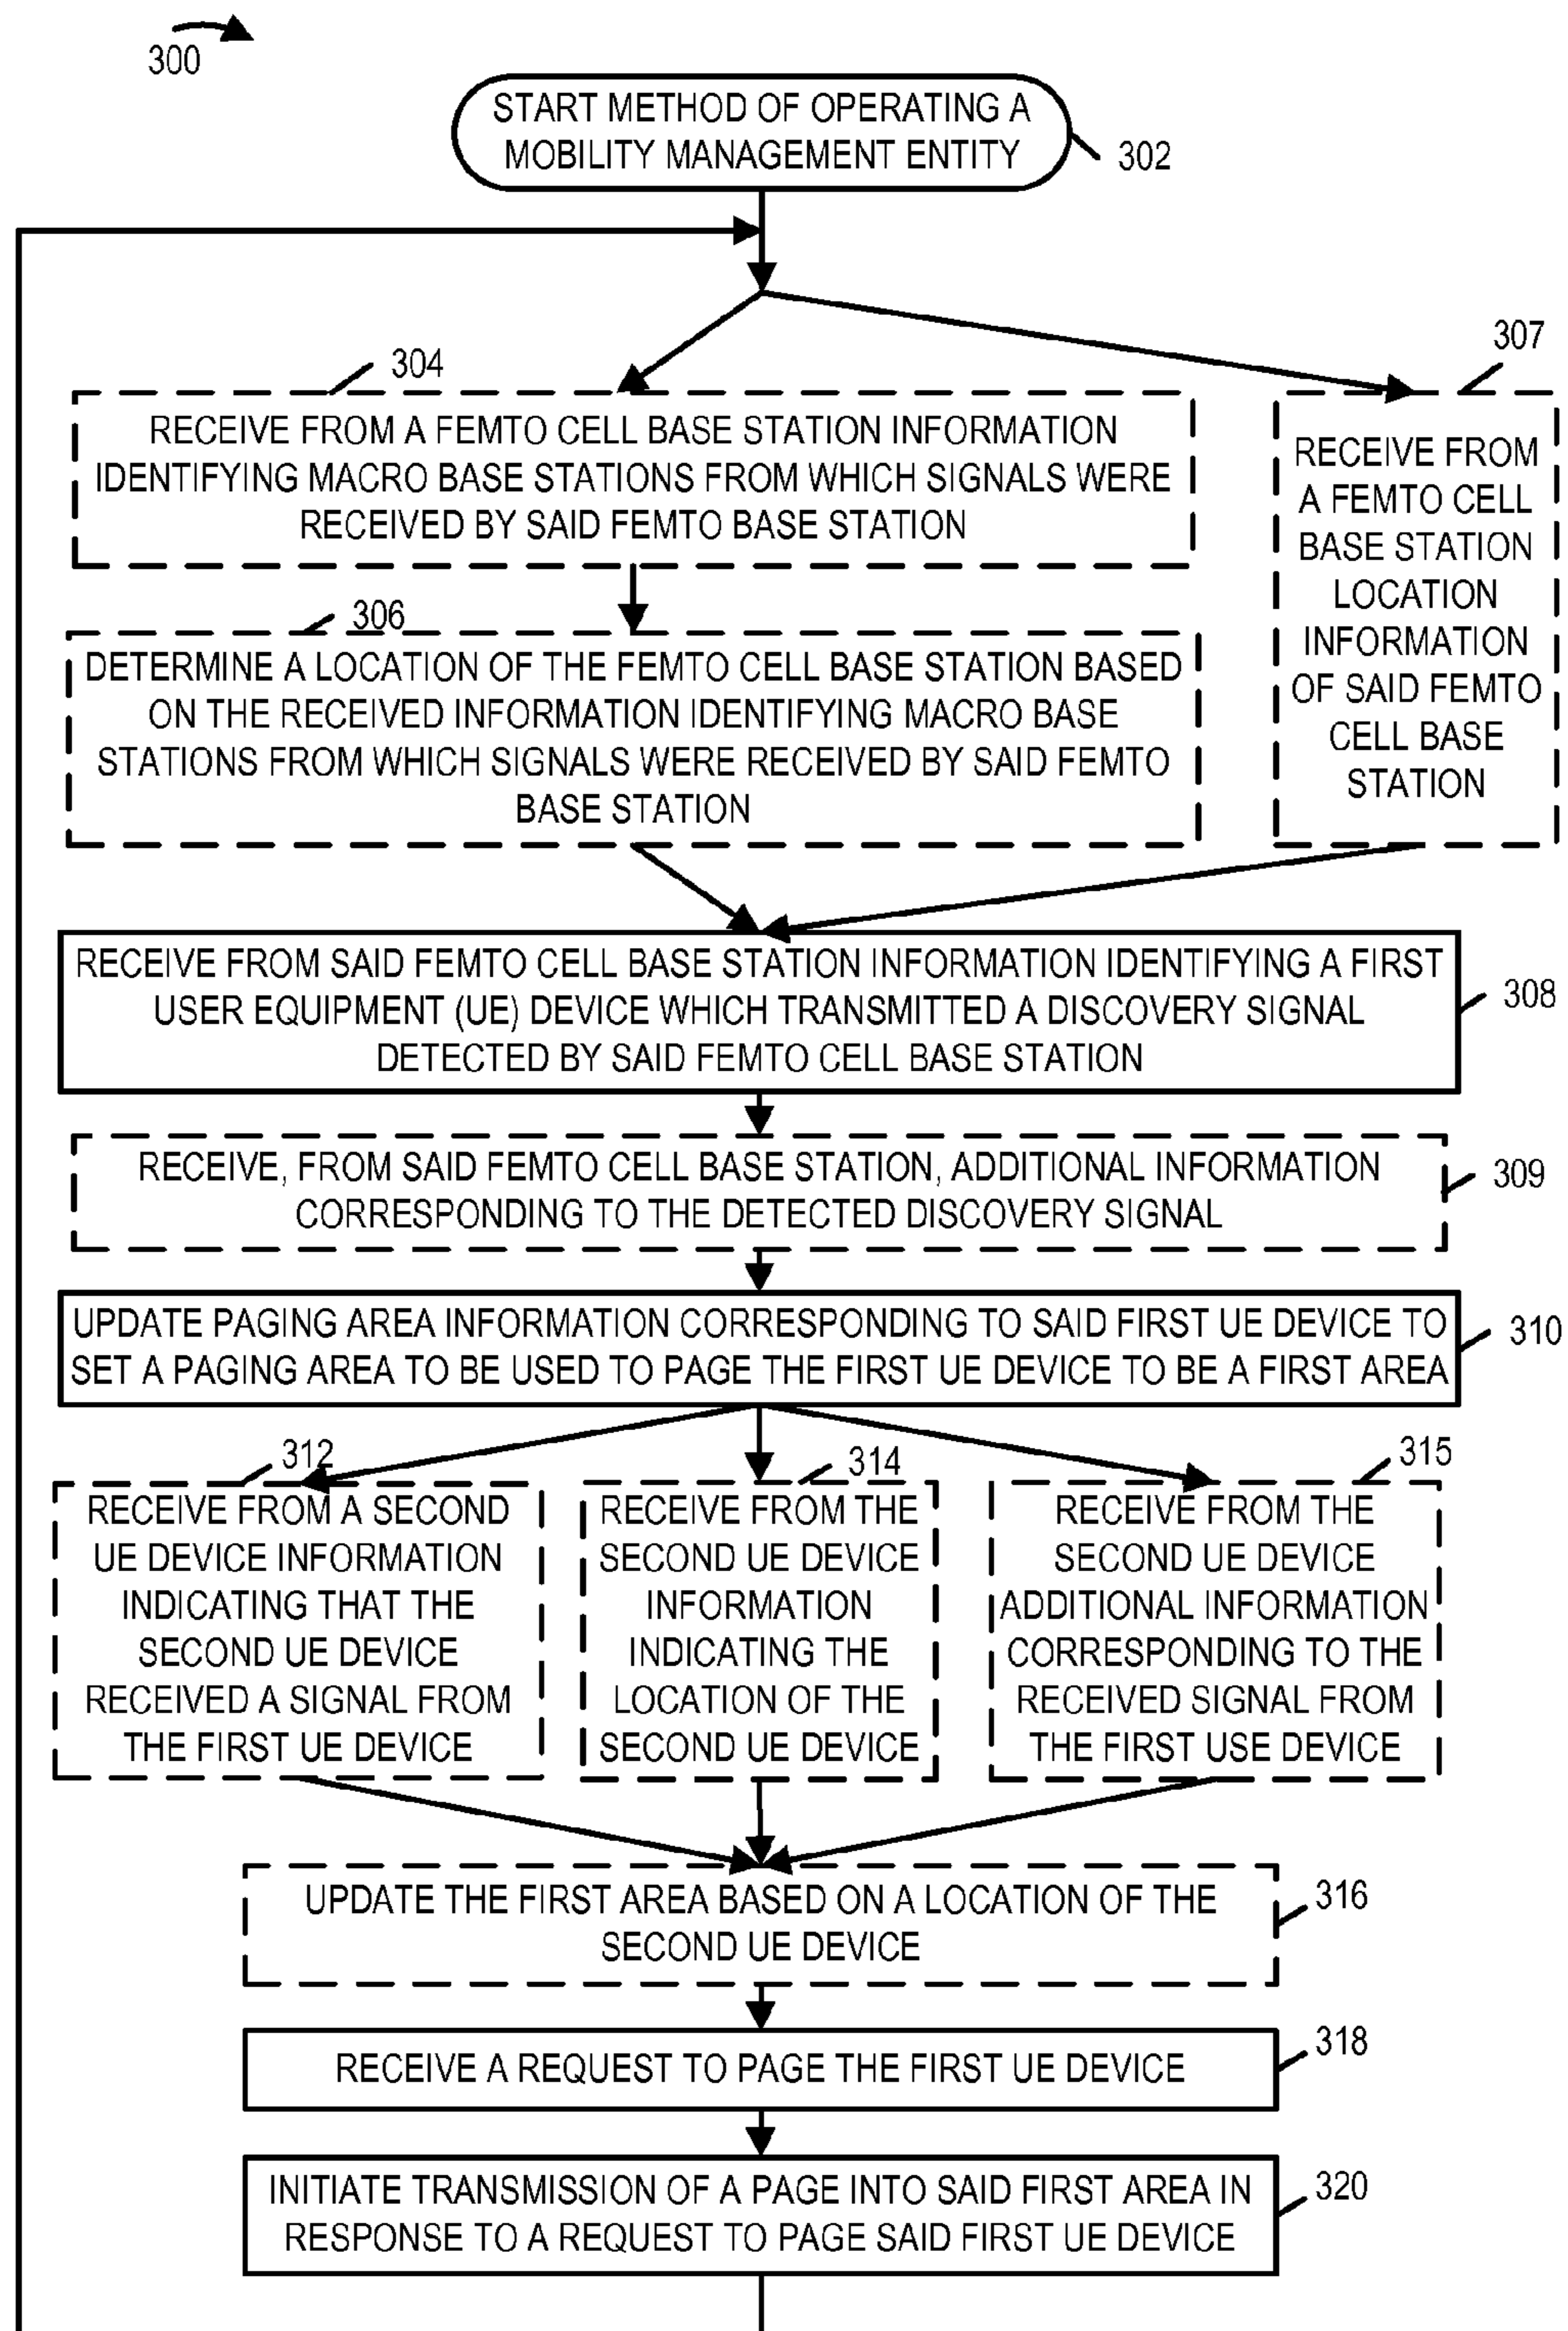 300
START METHOD OF OPERATING A
MOBILITY MANAGEMENT ENTITY
302
304
RECEIVE FROM A FEMTO CELL BASE STATION INFORMATION
IDENTIFYING MACRO BASE STATIONS FROM WHICH SIGNALS WERE
RECEIVED BY SAID FEMTO BASE STATION
306
DETERMINE A LOCATION OF THE FEMTO CELL BASE STATION BASED
ON THE RECEIVED INFORMATION IDENTIFYING MACRO BASE
STATIONS FROM WHICH SIGNALS WERE RECEIVED BY SAID FEMTO
BASE STATION
307
RECEIVE FROM
A FEMTO CELL
BASE STATION
LOCATION
INFORMATION
OF SAID FEMTO
CELL BASE
STATION
RECEIVE FROM SAID FEMTO CELL BASE STATION INFORMATION IDENTIFYING A FIRST
USER EQUIPMENT (UE) DEVICE WHICH TRANSMITTED A DISCOVERY SIGNAL
DETECTED BY SAID FEMTO CELL BASE STATION
308
RECEIVE, FROM SAID FEMTO CELL BASE STATION, ADDITIONAL INFORMATION
CORRESPONDING TO THE DETECTED DISCOVERY SIGNAL
309
UPDATE PAGING AREA INFORMATION CORRESPONDING TO SAID FIRST UE DEVICE TO
SET A PAGING AREA TO BE USED TO PAGE THE FIRST UE DEVICE TO BE A FIRST AREA
310
312
RECEIVE FROM A SECOND
UE DEVICE INFORMATION
INDICATING THAT THE
SECOND UE DEVICE
RECEIVED A SIGNAL FROM
THE FIRST UE DEVICE
314
RECEIVE FROM THE
SECOND UE DEVICE
INFORMATION
INDICATING THE
LOCATION OF THE
SECOND UE DEVICE
315
RECEIVE FROM THE
SECOND UE DEVICE
ADDITIONAL INFORMATION
CORRESPONDING TO THE
RECEIVED SIGNAL FROM
THE FIRST USE DEVICE
UPDATE THE FIRST AREA BASED ON A LOCATION OF THE
SECOND UE DEVICE
316
RECEIVE A REQUEST TO PAGE THE FIRST UE DEVICE
318
INITIATE TRANSMISSION OF A PAGE INTO SAID FIRST AREA IN
RESPONSE TO A REQUEST TO PAGE SAID FIRST UE DEVICE
320